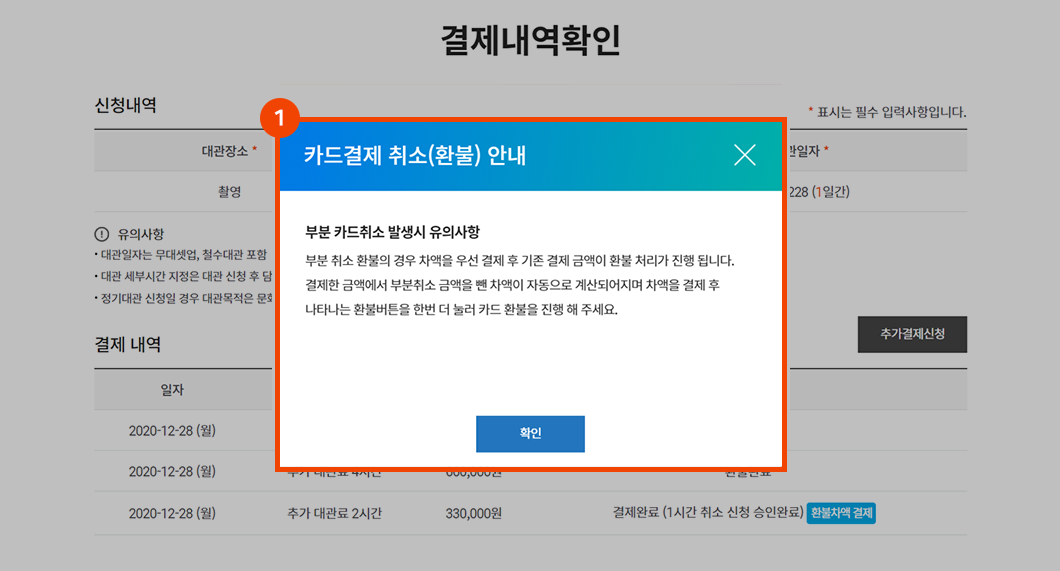 결제내역확인
신청내역
* 표시는 필수 입력사항입니다.
1
카드결제 취소(환불) 안내
대관장소 *
관일자 *
촬영
228 (1일간)
부분 카드취소 발생시 유의사항
부분 취소 환불의 경우 차액을 우선 결제 후 기존 결제 금액이 환불 처리가 진행 됩니다.
결제한 금액에서 부분취소 금액을 뺀 차액이 자동으로 계산되어지며 차액을 결제 후
나타나는 환불버튼을 한번 더 눌러 카드 환불을 진행 해 주세요.
확인
유의사항
• 대관일자는 무대셋업, 철수대관 포함
• 대관 세부시간 지정은 대관 신청 후 담
• 정기대관 신청일 경우 대관목적은 문화
결제 내역
추가결제신청
일자
2020-12-28 (월)
2020-12-28 (월) 추가 대관료 4시간 660,000원 환불완료
2020-12-28 (월) 추가 대관료 2시간 330,000원 결제완료 (1시간 취소 신청 승인완료) 환불차액 결제